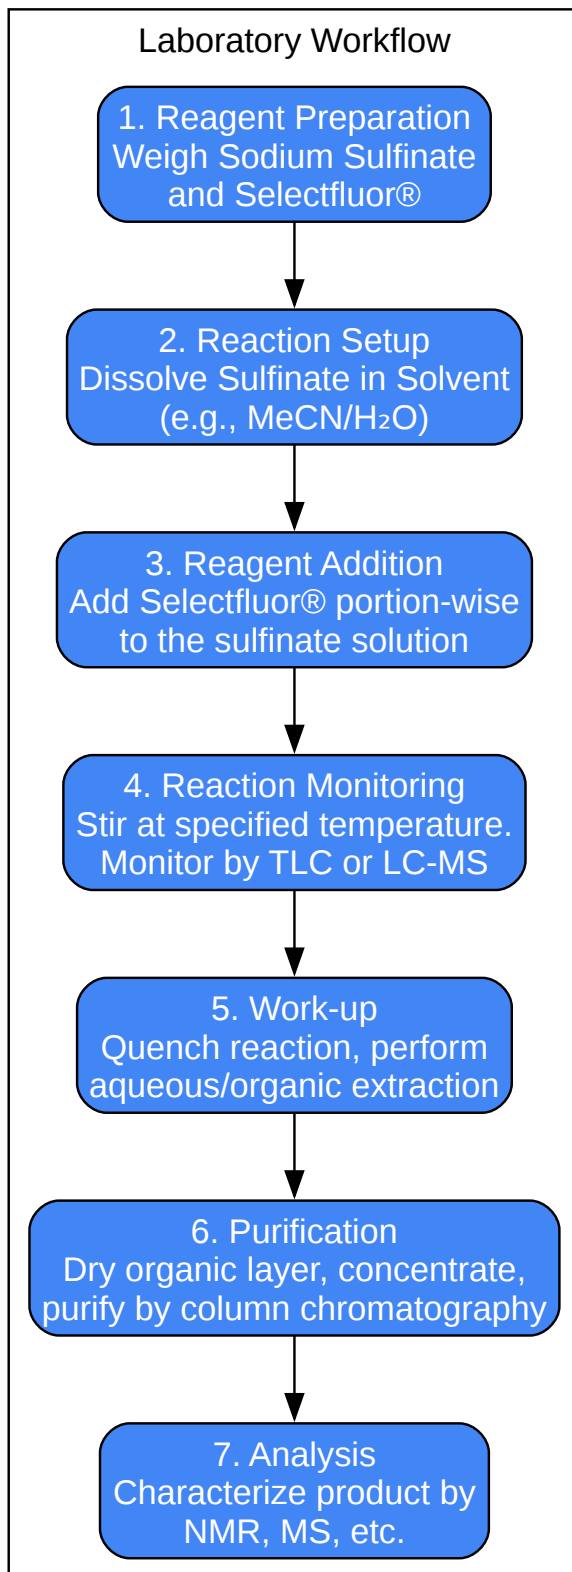 Laboratory Workflow
1. Reagent Preparation
Weigh Sodium Sulfinate
and Selectfluor®
2. Reaction Setup
Dissolve Sulfinate in Solvent
(e.g., MeCN/H₂O)
3. Reagent Addition
Add Selectfluor® portion-wise
to the sulfinate solution
4. Reaction Monitoring
Stir at specified temperature.
Monitor by TLC or LC-MS
5. Work-up
Quench reaction, perform
aqueous/organic extraction
6. Purification
Dry organic layer, concentrate,
purify by column chromatography
7. Analysis
Characterize product by
NMR, MS, etc.